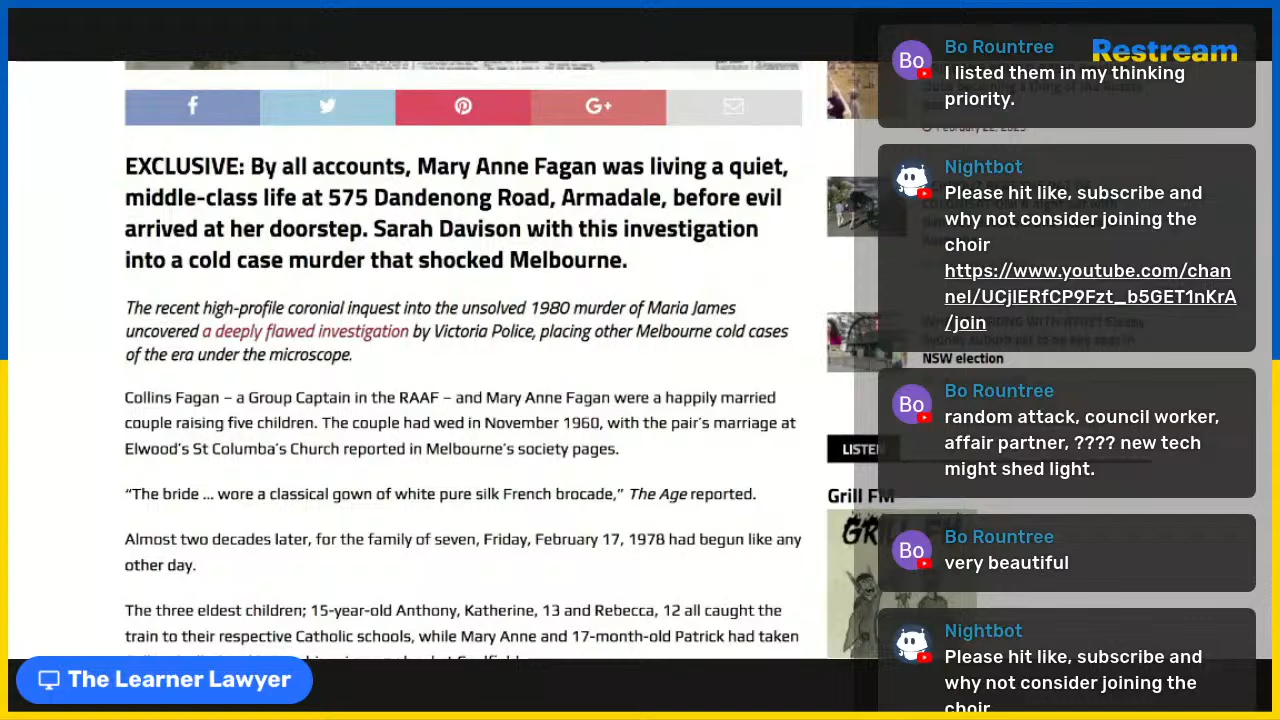 EXCLUSIVE: By all accounts, Mary Anne Fagan was living a quiet,
middle-class life at 575 Dandenong Road, Armadale, before evil
arrived at her doorstep. Sarah Davison with this investigation
into a cold case murder that shocked Melbourne.
The recent high-profile coronial inquest into the unsolved 1980 murder of Maria James
uncovered a deeply flawed investigation by Victoria Police, placing other Melbourne cold cases
of the era under the microscope.
Collins Fagan – a Group Captain in the RAAF – and Mary Anne Fagan were a happily married
couple raising five children. The couple had wed in November 1960, with the pair's marriage at
Elwood's St Columba's Church reported in Melbourne's society pages.
“The bride … wore a classical gown of white pure silk French brocade,” The Age reported.
Almost two decades later, for the family of seven, Friday, February 17, 1978 had begun like any
other day.
The three eldest children; 15-year-old Anthony, Katherine, 13 and Rebecca, 12 all caught the
train to their respective Catholic schools, while Mary Anne and 17-month-old Patrick had taken
The Learner Lawyer
February 22, 2023
NSW election
LISTEN
Grill FM
GRILL FM
Restream
Bo
Bo Rountree
I listed them in my thinking
priority.
Nightbot
Please hit like, subscribe and
why not consider joining the
choir
https://www.youtube.com/chan
nel/UCjlERfCP9Fzt_b5GET1nKrA
/join
Bo
Bo Rountree
random attack, council worker,
affair partner, ???? new tech
might shed light.
Bo
Bo Rountree
very beautiful
Nightbot
Please hit like, subscribe and
why not consider joining the
choir